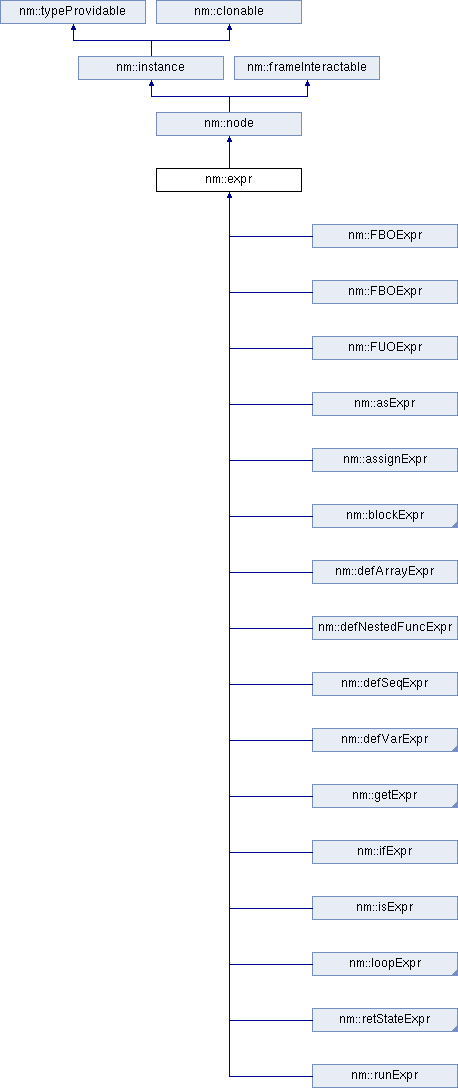 nm::typeProvidable
nm::clonable
nm::instance
nm::frameInteractable
nm::node
nm::expr
nm::FBOExpr
nm::FBOExpr
nm::FUOExpr
nm::asExpr
nm::assignExpr
nm::blockExpr
nm::defArrayExpr
nm::defNestedFuncExpr
nm::defSeqExpr
nm::defVarExpr
nm::getExpr
nm::ifExpr
nm::isExpr
nm::loopExpr
nm::retStateExpr
nm::runExpr